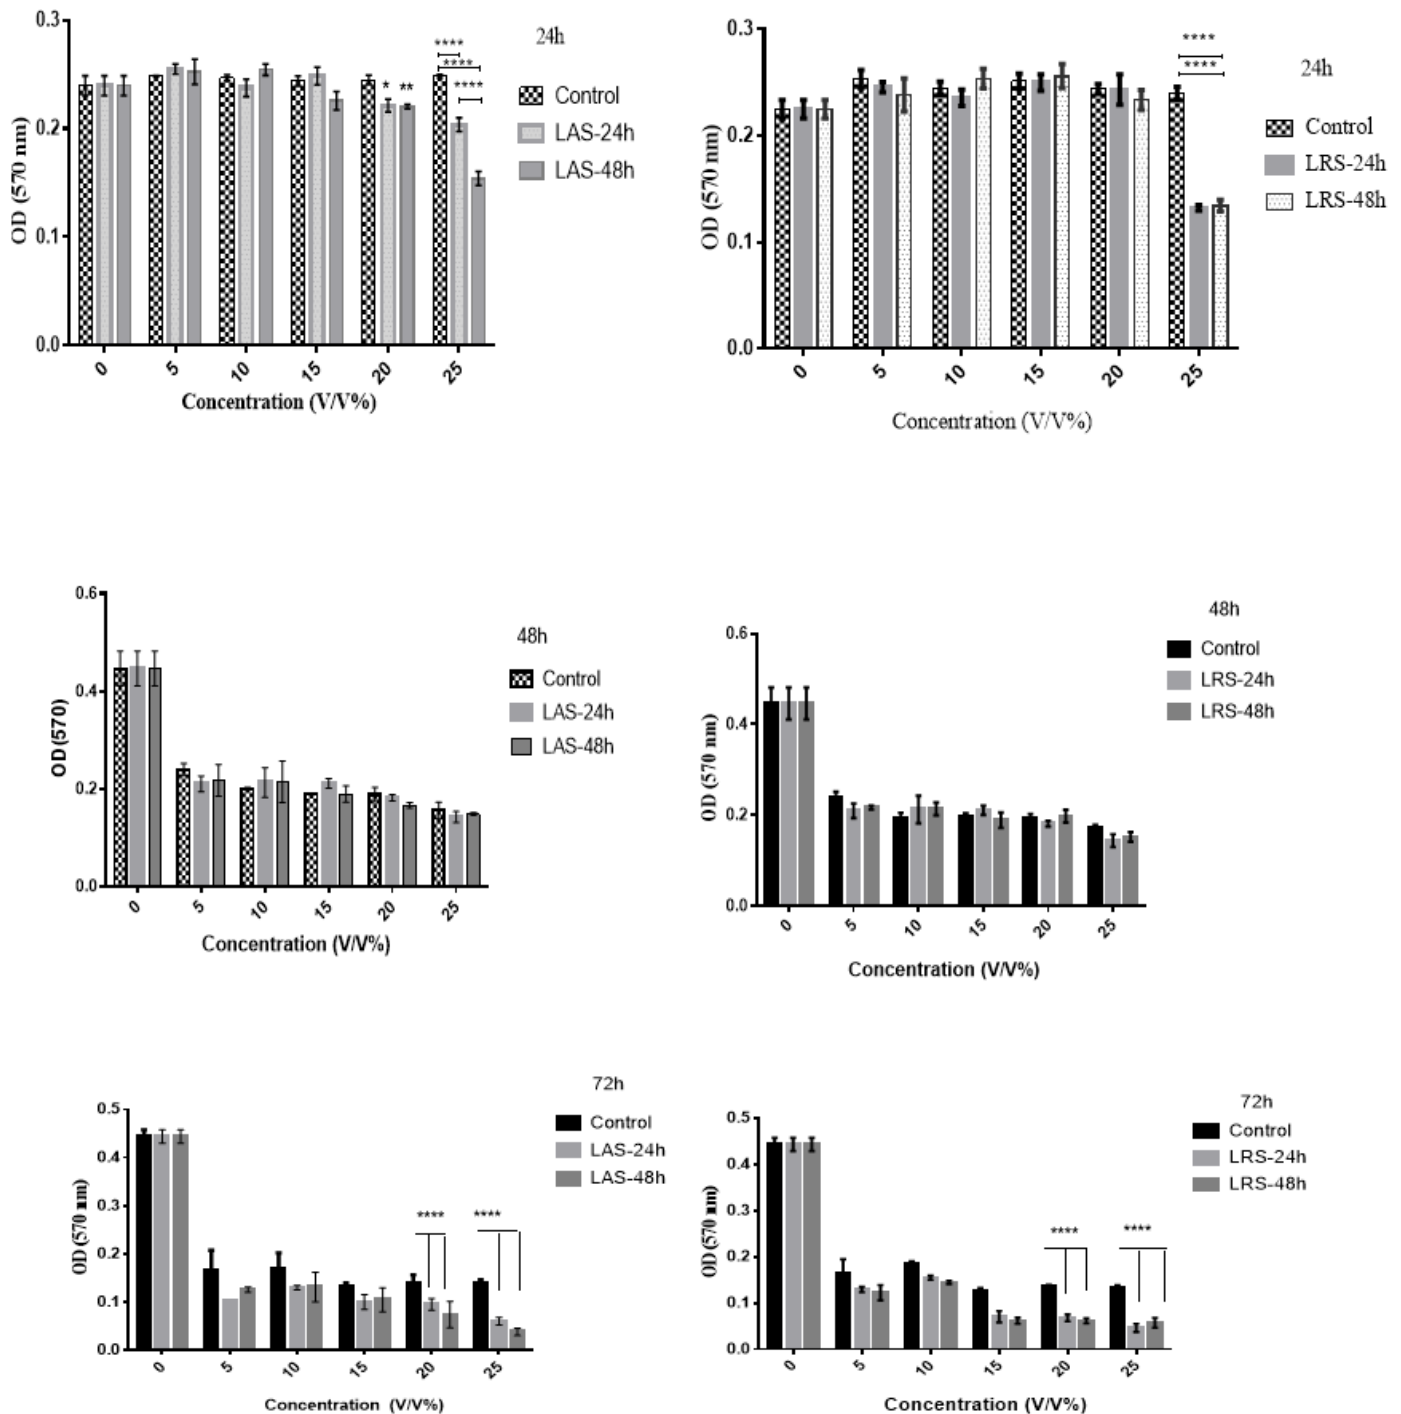 0.3
0.2
0.1
0.0
OD (570 nm)
24h
Control
LAS-24h
LAS-48h
* **
****
****
****
0 5 10 15 20 25
Concentration (V/V%)
0.3
0.2
0.1
0.0
OD (570 nm)
24h
Control
LRS-24h
LRS-48h
****
****
0 5 10 15 20 25
Concentration (V/V%)
0.6
0.4
0.2
0.0
OD(570)
48h
Control
LAS-24h
LAS-48h
0 5 10 15 20 25
Concentration (V/V%)
0.6
0.4
0.2
0.0
OD (570 nm)
48h
Control
LRS-24h
LRS-48h
0 5 10 15 20 25
Concentration (V/V%)
0.5
0.4
0.3
0.2
0.1
0.0
OD(570 nm)
72h
Control
LAS-24h
LAS-48h
**** ****
0 5 10 15 20 25
Concentration (V/V%)
0.5
0.4
0.3
0.2
0.1
0.0
OD(570 nm)
72h
Control
LRS-24h
LRS-48h
**** ****
0 5 10 15 20 25
Concentration (V/V%)